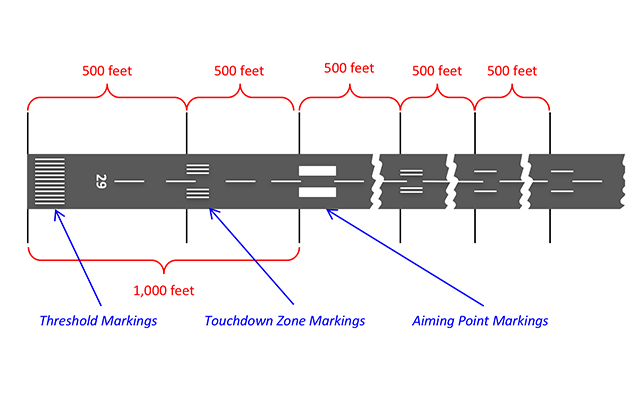 500 feet
500 feet
500 feet
500 feet
500 feet
29
1,000 feet
Threshold Markings
Touchdown Zone Markings
Aiming Point Markings